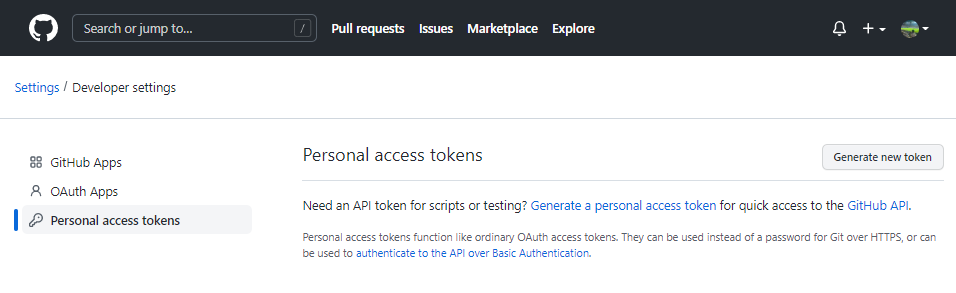 Search or jump to... /
Pull requests Issues Marketplace Explore
Settings / Developer settings
GitHub Apps
OAuth Apps
Personal access tokens
Personal access tokens
Generate new token
Need an API token for scripts or testing? Generate a personal access token for quick access to the GitHub API.
Personal access tokens function like ordinary OAuth access tokens. They can be used instead of a password for Git over HTTPS, or can
be used to authenticate to the API over Basic Authentication.